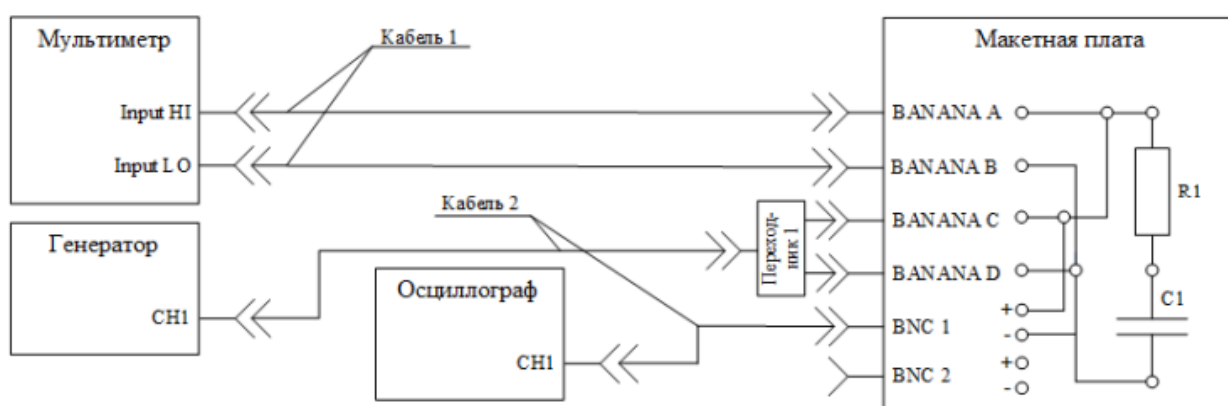 Мультиметр
Кабель 1
Макетная плата
Input HI
BANANA A
Input LO
BANANA B
R1
Кабель 2
Генератор
Переход-
ник 1
BANANA C
BANANA D
Осциллограф
C1
CH1
BNC 1
+
-
CH1
BNC 2
+
-